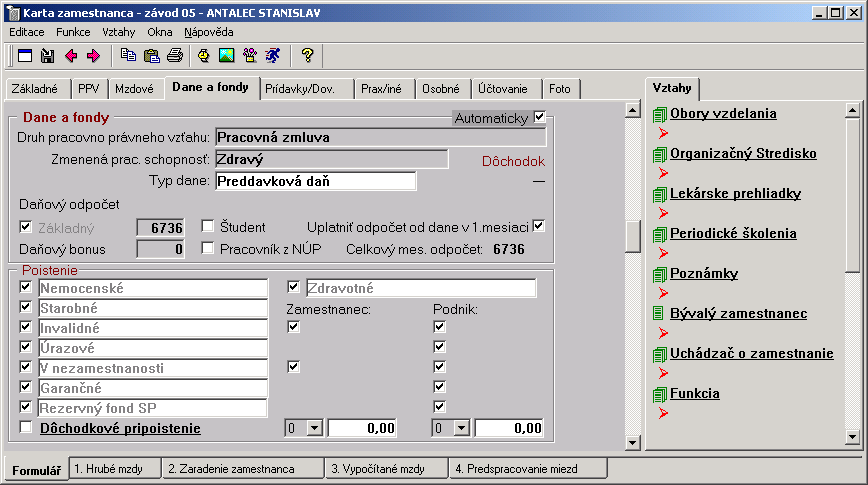 Karta zamestnanca - závod 05 - ANTALEC STANISLAV
Editace Funkce Vztahy Okna Nápověda
Základné PPV Mzdové Dane a fondy Prídavky/Dov. Prax/iné Osobné Účtovanie Foto
Vztahy
Dane a fondy
Automaticky
Druh pracovno právneho vzťahu: Pracovná zmluva
Zmenená prac. schopnosť: Zdravý
Dôchodok
Typ dane: Preddavková daň
—
Daňový odpočet
Základný 6736 Študent Uplatniť odpočet od dane v 1.mesiaci
Daňový bonus 0 Pracovník z NÚP Celkový mes. odpočet: 6736
Poistenie
Nemocenské Zdravotné
Starobné Zamestnanec: Podnik:
Invalidné
Úrazové
V nezamestnanosti
Garančné
Rezervný fond SP
Dôchodkové pripoistenie 0 0,00 0 0,00
Obory vzdelania
Organizačný Stredisko
Lekárske prehliadky
Periodické školenia
Poznámky
Bývalý zamestnanec
Uchádzač o zamestnanie
Funkcia
Formulář 1. Hrubé mzdy 2. Zaradenie zamestnanca 3. Vypočítané mzdy 4. Predspracovanie miezd